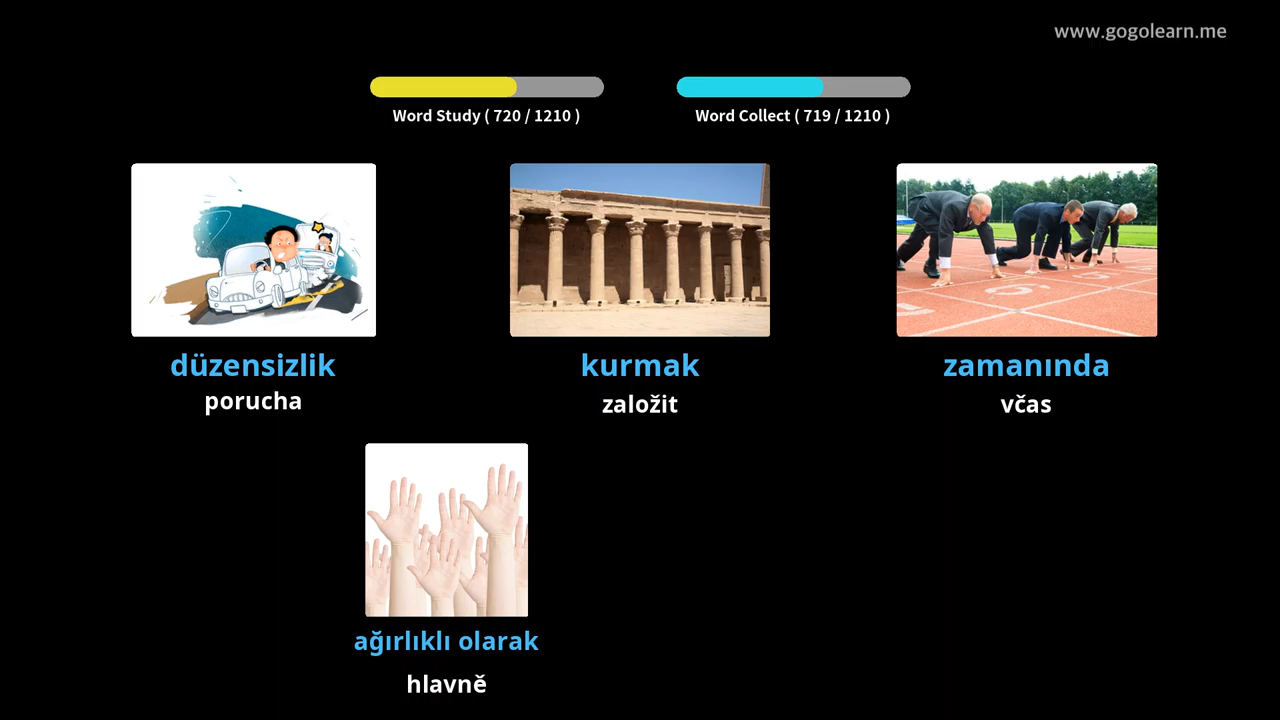 www.gogolearn.me
Word Study ( 720 / 1210 )
Word Collect ( 719 / 1210 )
düzensizlik
porucha
kurmak
založit
zamanında
včas
ağırlıklı olarak
hlavně